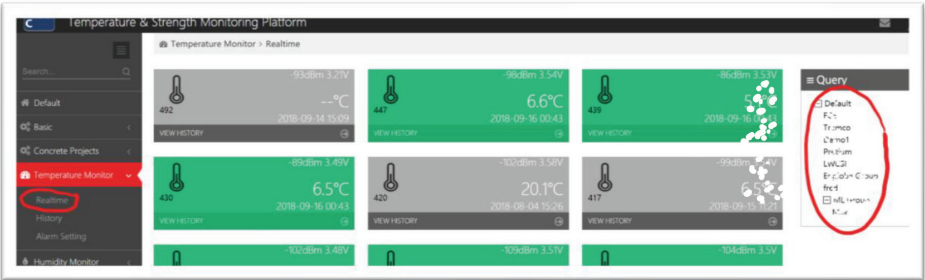 C Temperature & Strength Monitoring Platform
Temperature Monitor > Realtime
Search...
Default
Basic
Concrete Projects
Temperature Monitor
Realtime
History
Alarm Setting
Humidity Monitor
-93dBm 3.21V
--°C
492
2018-09-14 15:09
VIEW HISTORY
-98dBm 3.54V
6.6°C
447
2018-09-16 00:43
VIEW HISTORY
-86dBm 3.53V
439
2018-09-16
VIEW HISTORY
-89dBm 3.49V
6.5°C
430
2018-09-16 00:43
VIEW HISTORY
-102dBm 3.58V
20.1°C
420
2018-08-04 15:26
VIEW HISTORY
-99dBm
417
2018-09-15
VIEW HISTORY
-102dBm 3.48V
-109dBm 3.51V
-104dBm 3.5V
Query
Default
Group